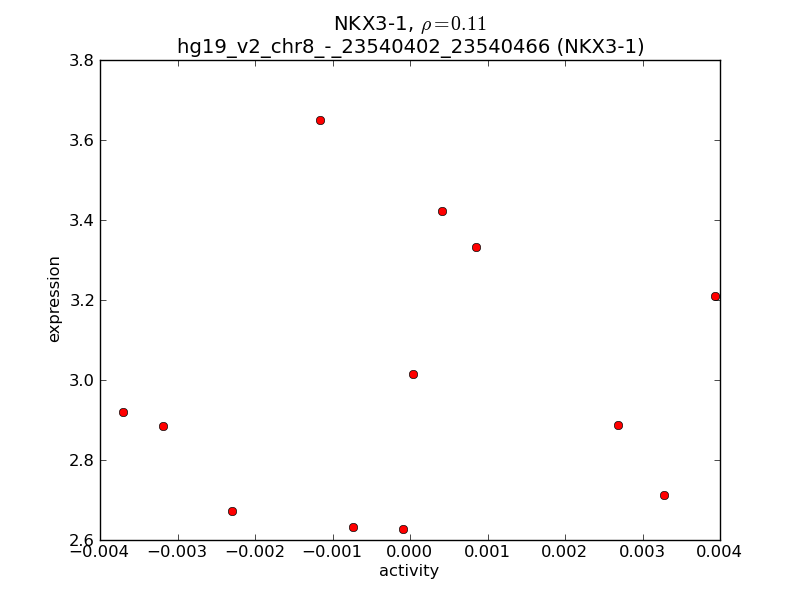 NKX3-1, ρ=0.11
hg19_v2_chr8_-_23540402_23540466 (NKX3-1)
3.8
3.6
3.4
3.2
3.0
2.8
2.6
expression
−0.004 −0.003 −0.002 −0.001 0.000 0.001 0.002 0.003 0.004
activity